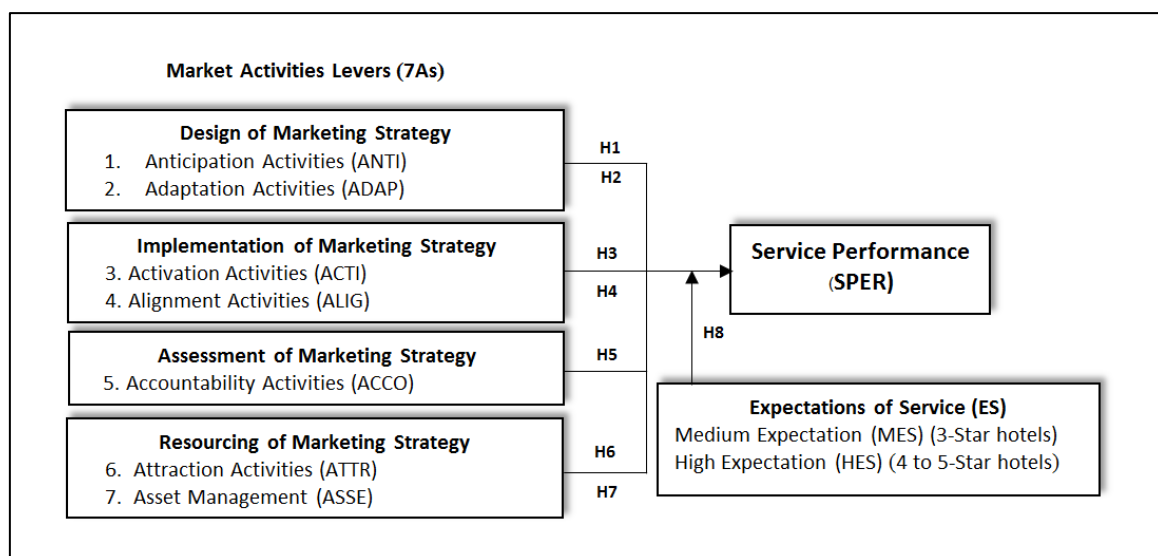 Market Activities Levers (7As)
Design of Marketing Strategy
1. Anticipation Activities (ANTI)
2. Adaptation Activities (ADAP)
H1
H2
Implementation of Marketing Strategy
3. Activation Activities (ACTI)
4. Alignment Activities (ALIG)
H3
H4
Service Performance
(SPER)
Assessment of Marketing Strategy
5. Accountability Activities (ACCO)
H5
H8
Resourcing of Marketing Strategy
6. Attraction Activities (ATTR)
7. Asset Management (ASSE)
H6
H7
Expectations of Service (ES)
Medium Expectation (MES) (3-Star hotels)
High Expectation (HES) (4 to 5-Star hotels)